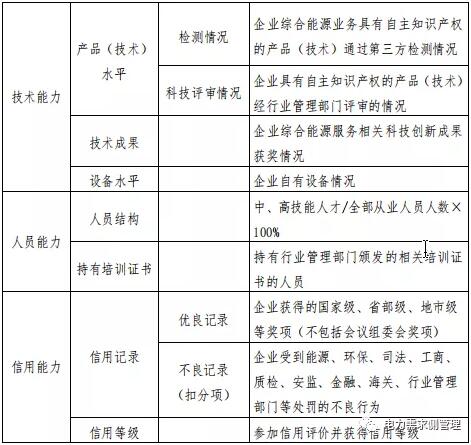 技术能力
产品（技术）
水平
检测情况
企业综合能源业务具有自主知识产权
的产品（技术）通过第三方检测情况
科技评审情况
企业具有自主知识产权的产品（技术）
经行业管理部门评审的情况
技术成果
企业综合能源服务相关科技创新成果
获奖情况
设备水平
企业自有设备情况
人员能力
人员结构
中、高技能人才/全部从业人员人数×
100%
持有培训证书
持有行业管理部门颁发的相关培训证
书的人员
信用能力
信用记录
优良记录
企业获得的国家级、省部级、地市级
等奖项（不包括会议组委会奖项）
不良记录
（扣分项）
企业受到能源、环保、司法、工商、
质检、安监、金融、海关、行业管理
部门等处罚的不良行为
信用等级
参加信用评价并获得信用等级
电力需求侧管理